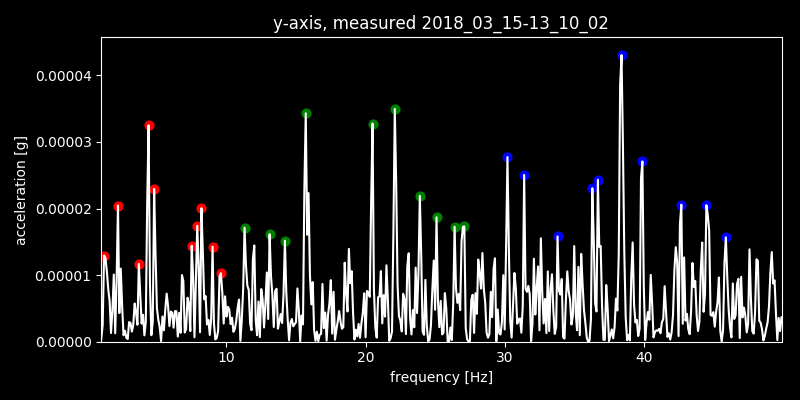 y-axis, measured 2018_03_15-13_10_02
acceleration [g]
0.00004
0.00003
0.00002
0.00001
0.00000
10 20 30 40
frequency [Hz]